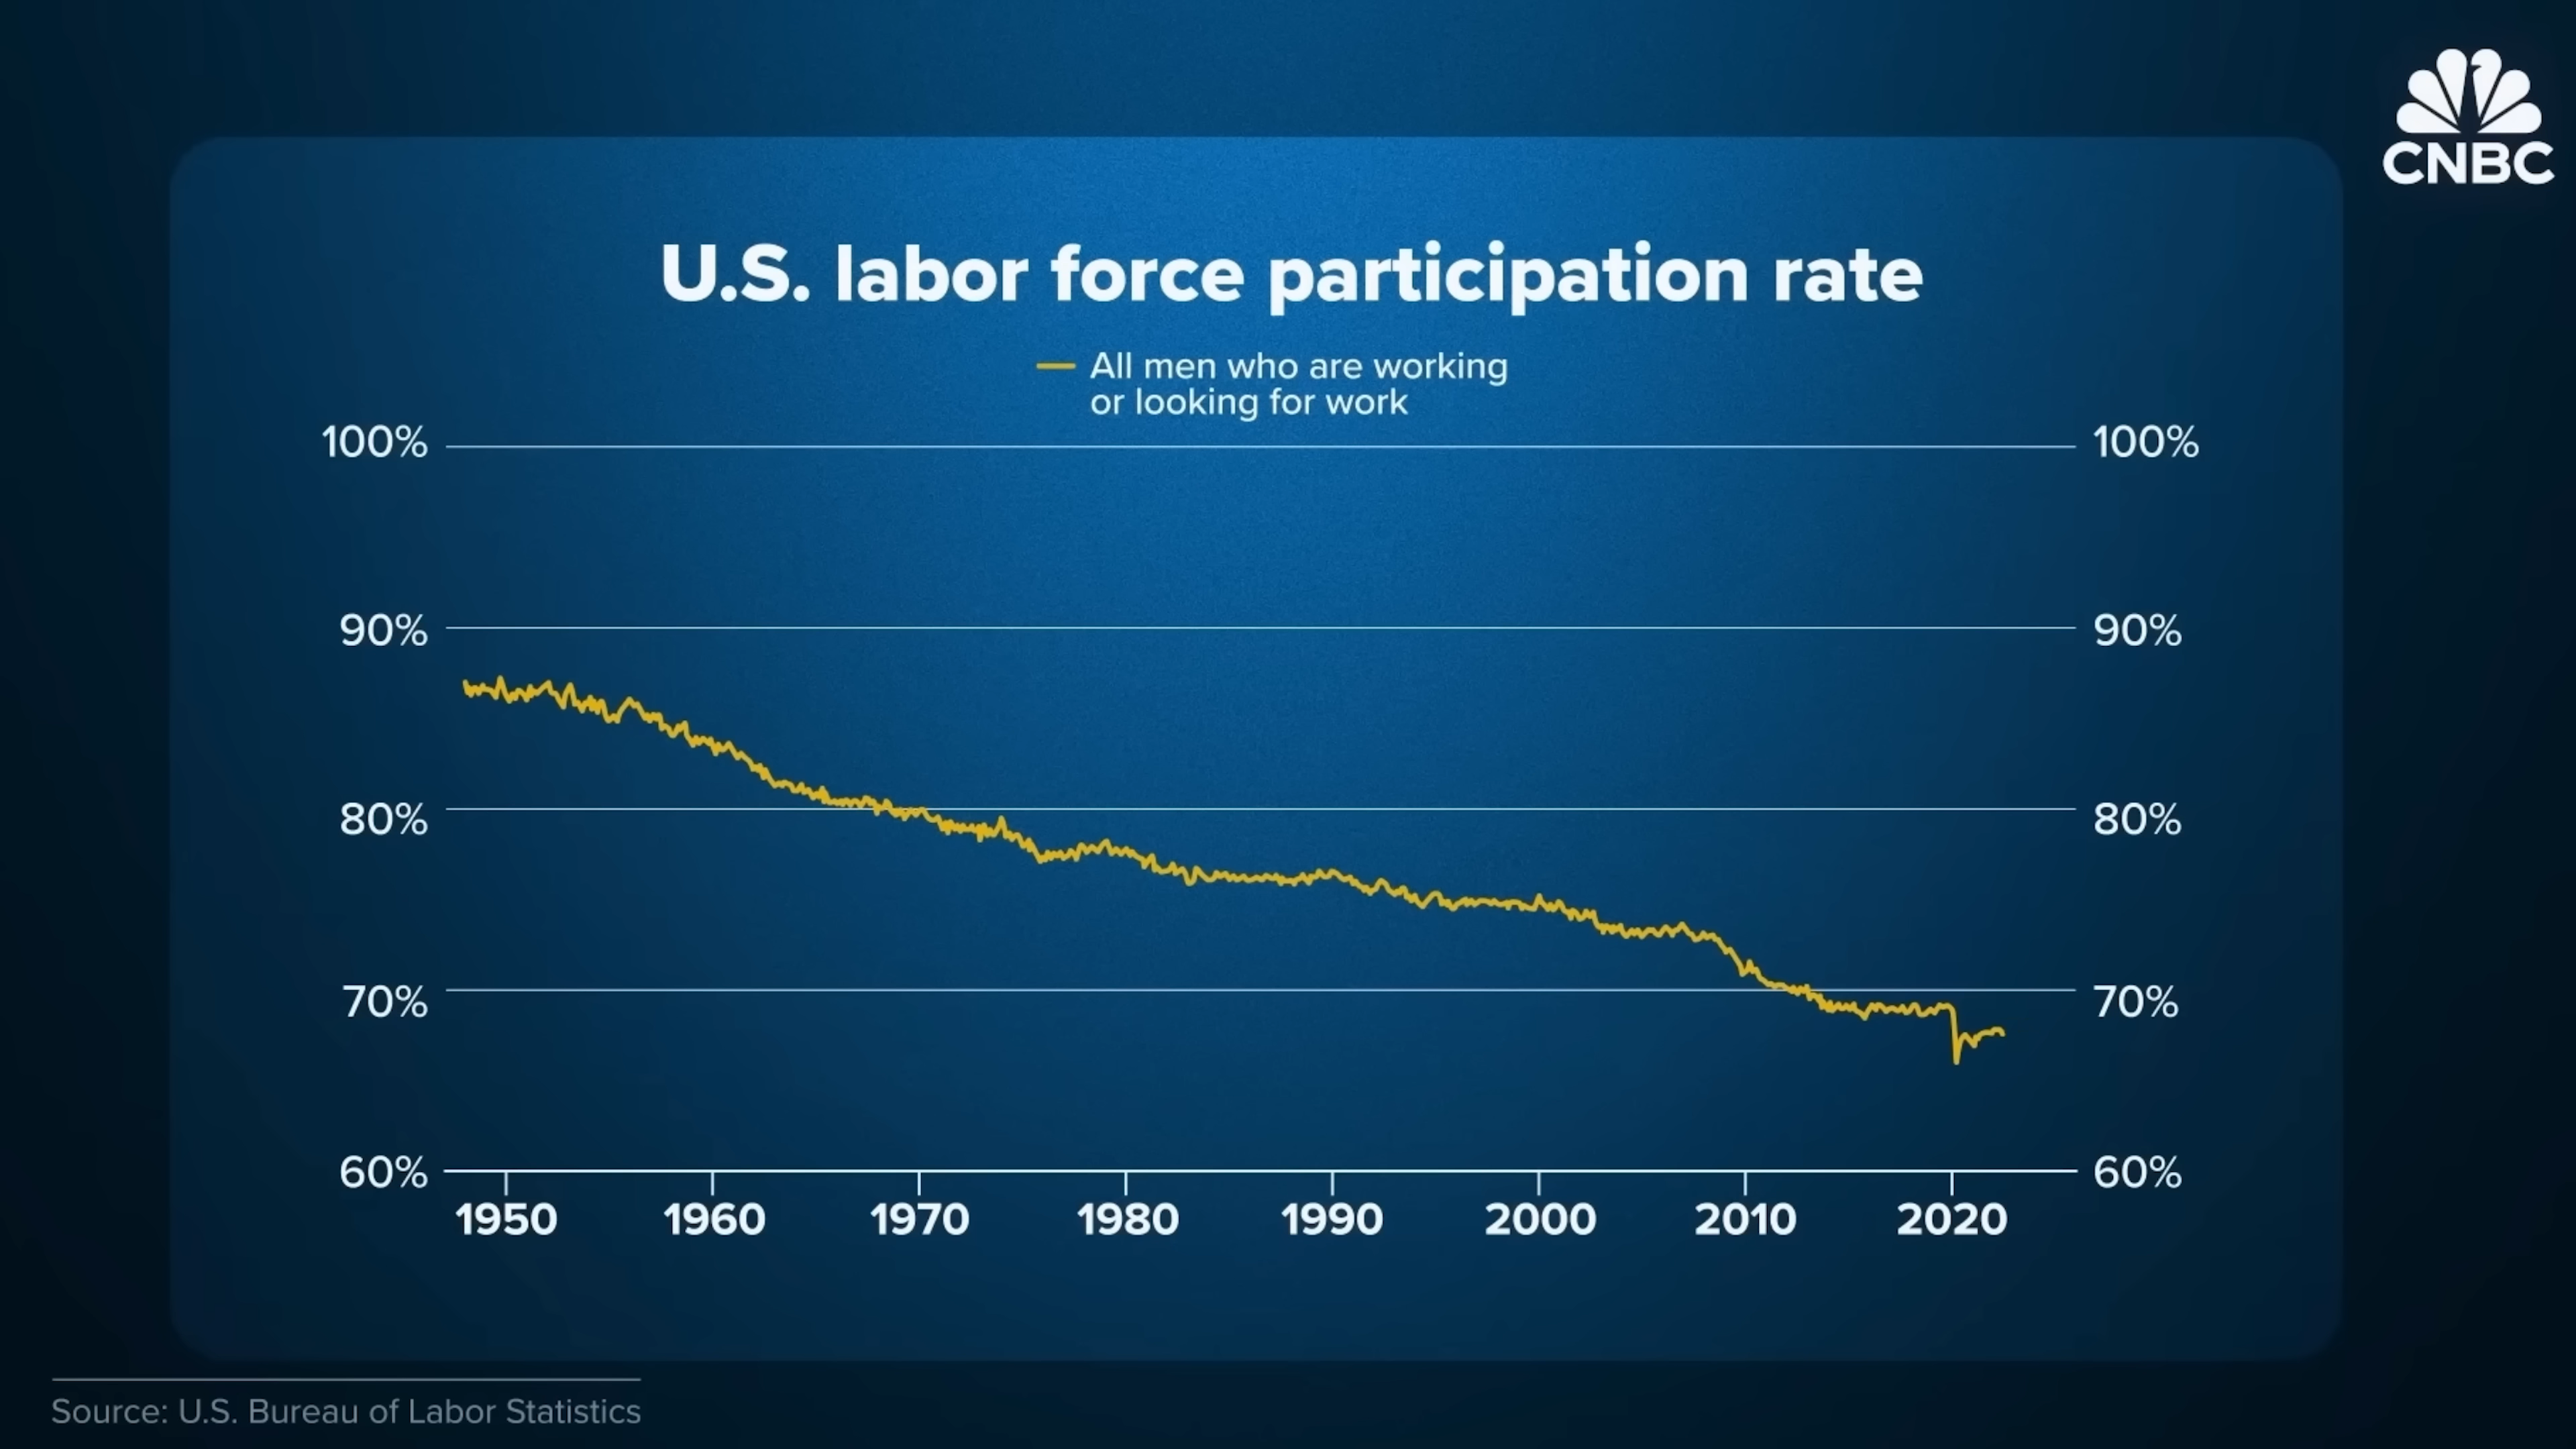 CNBC
U.S. labor force participation rate
All men who are working
or looking for work
100%
100%
90%
90%
80%
80%
70%
70%
60%
60%
1950 1960 1970 1980 1990 2000 2010 2020
Source: U.S. Bureau of Labor Statistics